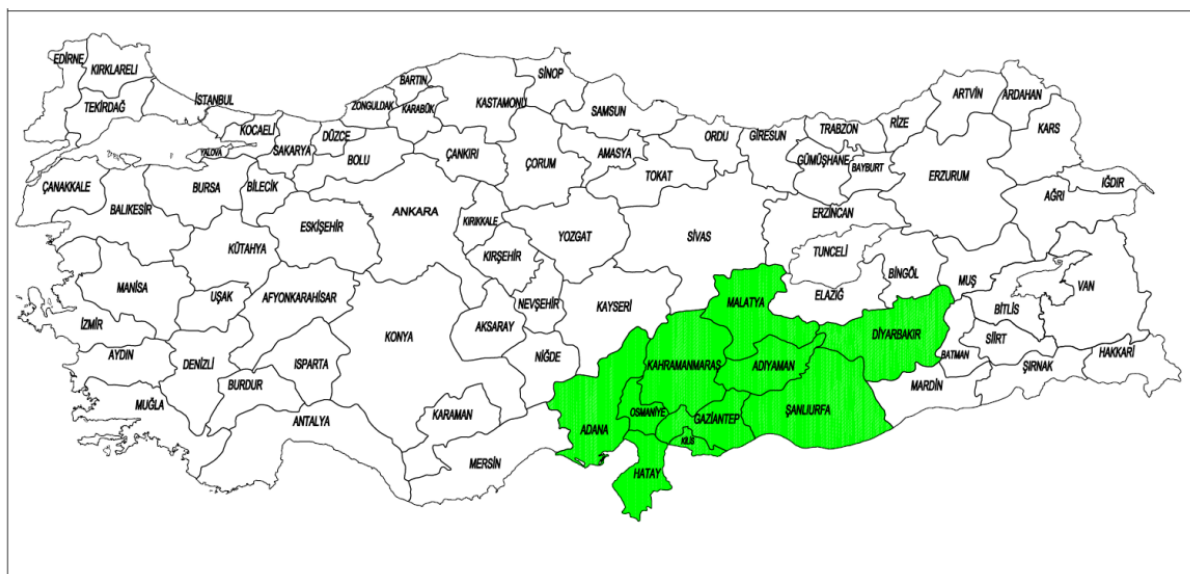 EDİRNE
KIRKLARELİ
TEKİRDAĞ
İSTANBUL
KOCAELİ
YALOVA
SAKARYA
DÜZCE
ZONGULDAK
BARTIN
KARABÜK
KASTAMONU
SİNOP
SAMSUN
ORDU
GİRESUN
TRABZON
RİZE
ARTVİN
ARDAHAN
KARS
ÇANAKKALE
BALIKESİR
BURSA
BİLECİK
BOLU
ÇANKIRI
ÇORUM
AMASYA
TOKAT
GÜMÜŞHANE
BAYBURT
ERZURUM
AĞRI
IĞDIR
KÜTAHYA
ESKİŞEHİR
ANKARA
KIRIKKALE
KIRŞEHİR
YOZGAT
SİVAS
ERZİNCAN
TUNCELİ
BİNGÖL
MUŞ
BİTLİS
VAN
MANİSA
UŞAK
AFYONKARAHİSAR
KONYA
AKSARAY
NEVŞEHİR
KAYSERİ
MALATYA
ELAZIĞ
DİYARBAKIR
BATMAN
SİİRT
ŞIRNAK
HAKKARİ
İZMİR
AYDIN
DENİZLİ
BURDUR
ISPARTA
NİĞDE
KAHRAMANMARAŞ
ADIYAMAN
MARDİN
MUĞLA
ANTALYA
KARAMAN
MERSİN
ADANA
OSMANİYE
GAZİANTEP
KİLİS
ŞANLIURFA
HATAY